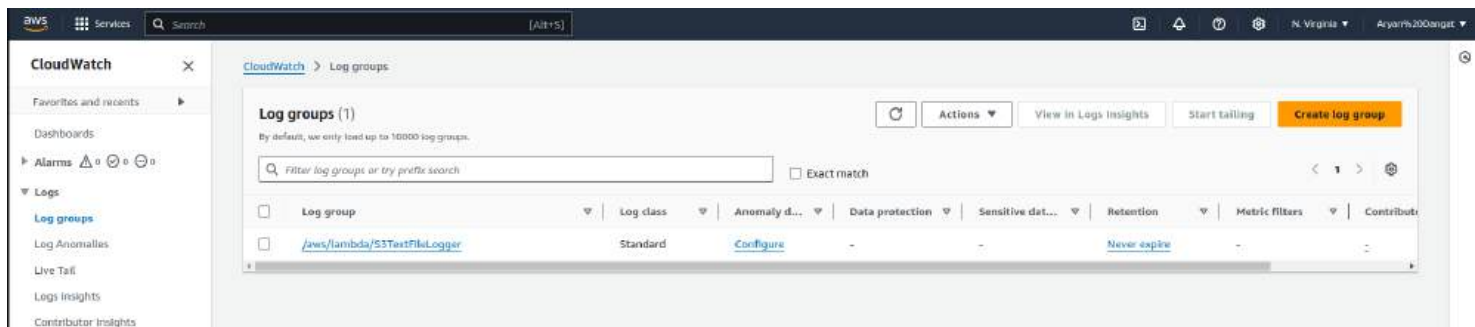 aws Services Search [Alt+S] N. Virginia ▼ Aryan%20Dangat ▼
CloudWatch
CloudWatch > Log groups
Favorites and recents
Dashboards
Alarms 0 0 0
Logs
Log groups
Log Anomalies
Live Tail
Logs Insights
Contributor Insights
Log groups (1)
By default, we only load up to 10000 log groups.
Actions ▼ View in Logs Insights Start tailing Create log group
Filter log groups or try prefix search Exact match
< 1 >
Log group Log class Anomaly d... Data protection Sensitive dat... Retention Metric filters Contribut
/aws/lambda/S3TextFileLogger Standard Configure - - Never expire - -